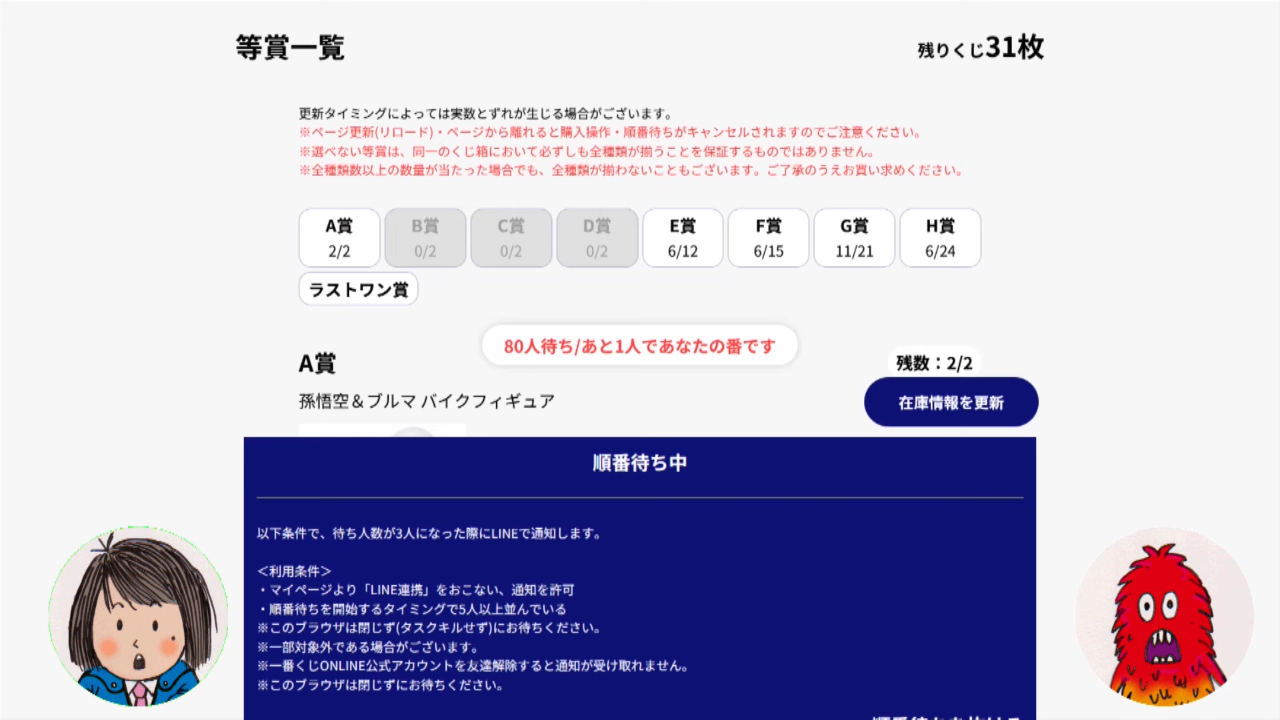 等賞一覧
残りくじ31枚
更新タイミングによっては実数とずれが生じる場合がございます。
※ページ更新(リロード)・ページから離れると購入操作・順番待ちがキャンセルされますのでご注意ください。
※選べない等賞は、同一のくじ箱において必ずしも全種類が揃うことを保証するものではありません。
※全種類数以上の数量が当たった場合でも、全種類が揃わないこともございます。ご了承のうえお買い求めください。
A賞 B賞 C賞 D賞 E賞 F賞 G賞 H賞
2/2 0/2 0/2 0/2 6/12 6/15 11/21 6/24
ラストワン賞
80人待ち/あと1人であなたの番です
A賞
残数：2/2
孫悟空＆ブルマ バイクフィギュア
在庫情報を更新
順番待ち中
以下条件で、待ち人数が3人になった際にLINEで通知します。
＜利用条件＞
・マイページより「LINE連携」をおこない、通知を許可
・順番待ちを開始するタイミングで5人以上並んでいる
※このブラウザは閉じず(タスクキルせず)にお待ちください。
※一部対象外である場合がございます。
※一番くじONLINE公式アカウントを友達解除すると通知が受け取れません。
※このブラウザは閉じずにお待ちください。